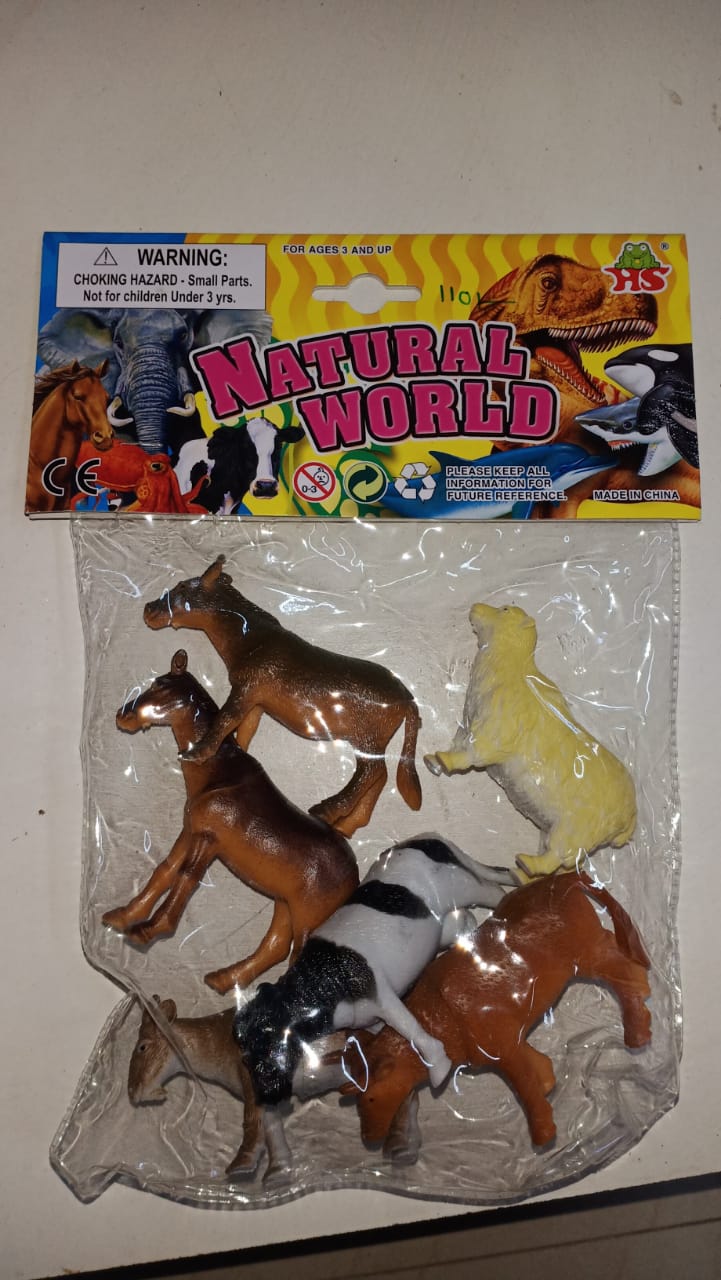 WARNING:
CHOKING HAZARD - Small Parts.
Not for children Under 3 yrs.
FOR AGES 3 AND UP
HS®
NATURAL
WORLD
CE
0-3
PLEASE KEEP ALL
INFORMATION FOR
FUTURE REFERENCE.
MADE IN CHINA